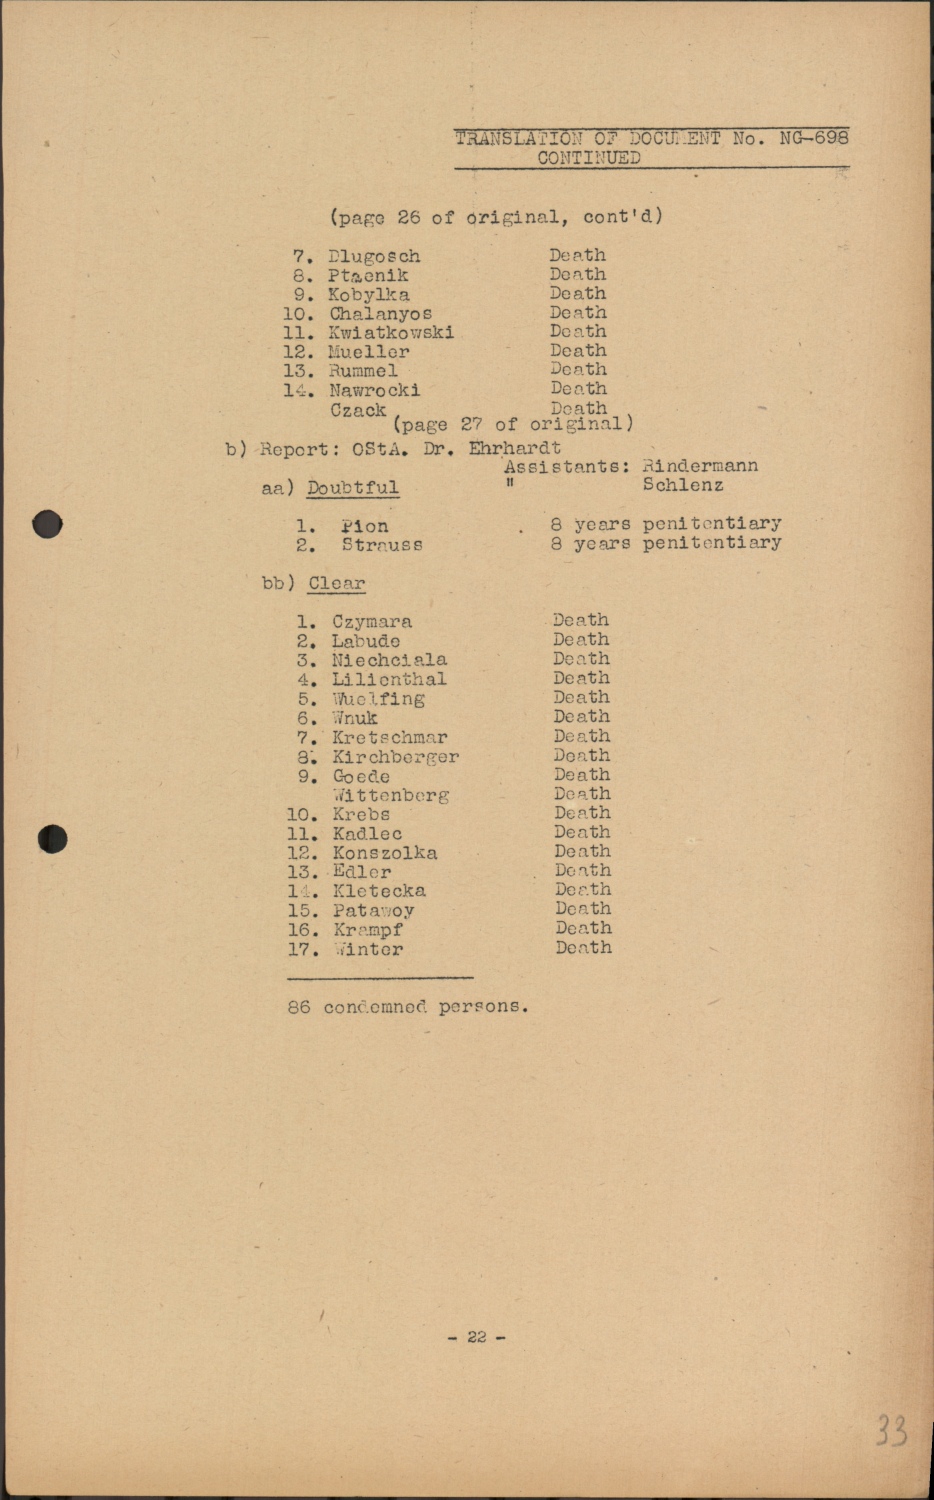 TRANSLATION OF DOCUMENT No. NG-698
CONTINUED
(page 26 of original, cont'd)
7. Dlugosch Death
8. Ptacnik Death
9. Kobylka Death
10. Chalanyos Death
11. Kwiatkowski Death
12. Mueller Death
13. Rummel Death
14. Nawrocki Death
Czack Death
(page 27 of original)
b) Report: OStA. Dr. Ehrhardt
Assistants: Rindermann
aa) Doubtful " Schlenz
1. Pion 8 years penitentiary
2. Strauss 8 years penitentiary
bb) Clear
1. Czymara Death
2. Labude Death
3. Niechciala Death
4. Lilienthal Death
5. Wuelfing Death
6. Wnuk Death
7. Kretschmar Death
8. Kirchberger Death
9. Goede Death
Wittenberg Death
10. Krebs Death
11. Kadlec Death
12. Konszolka Death
13. Edler Death
14. Kletecka Death
15. Patawoy Death
16. Krampf Death
17. Winter Death
86 condemned persons.
- 22 -
33